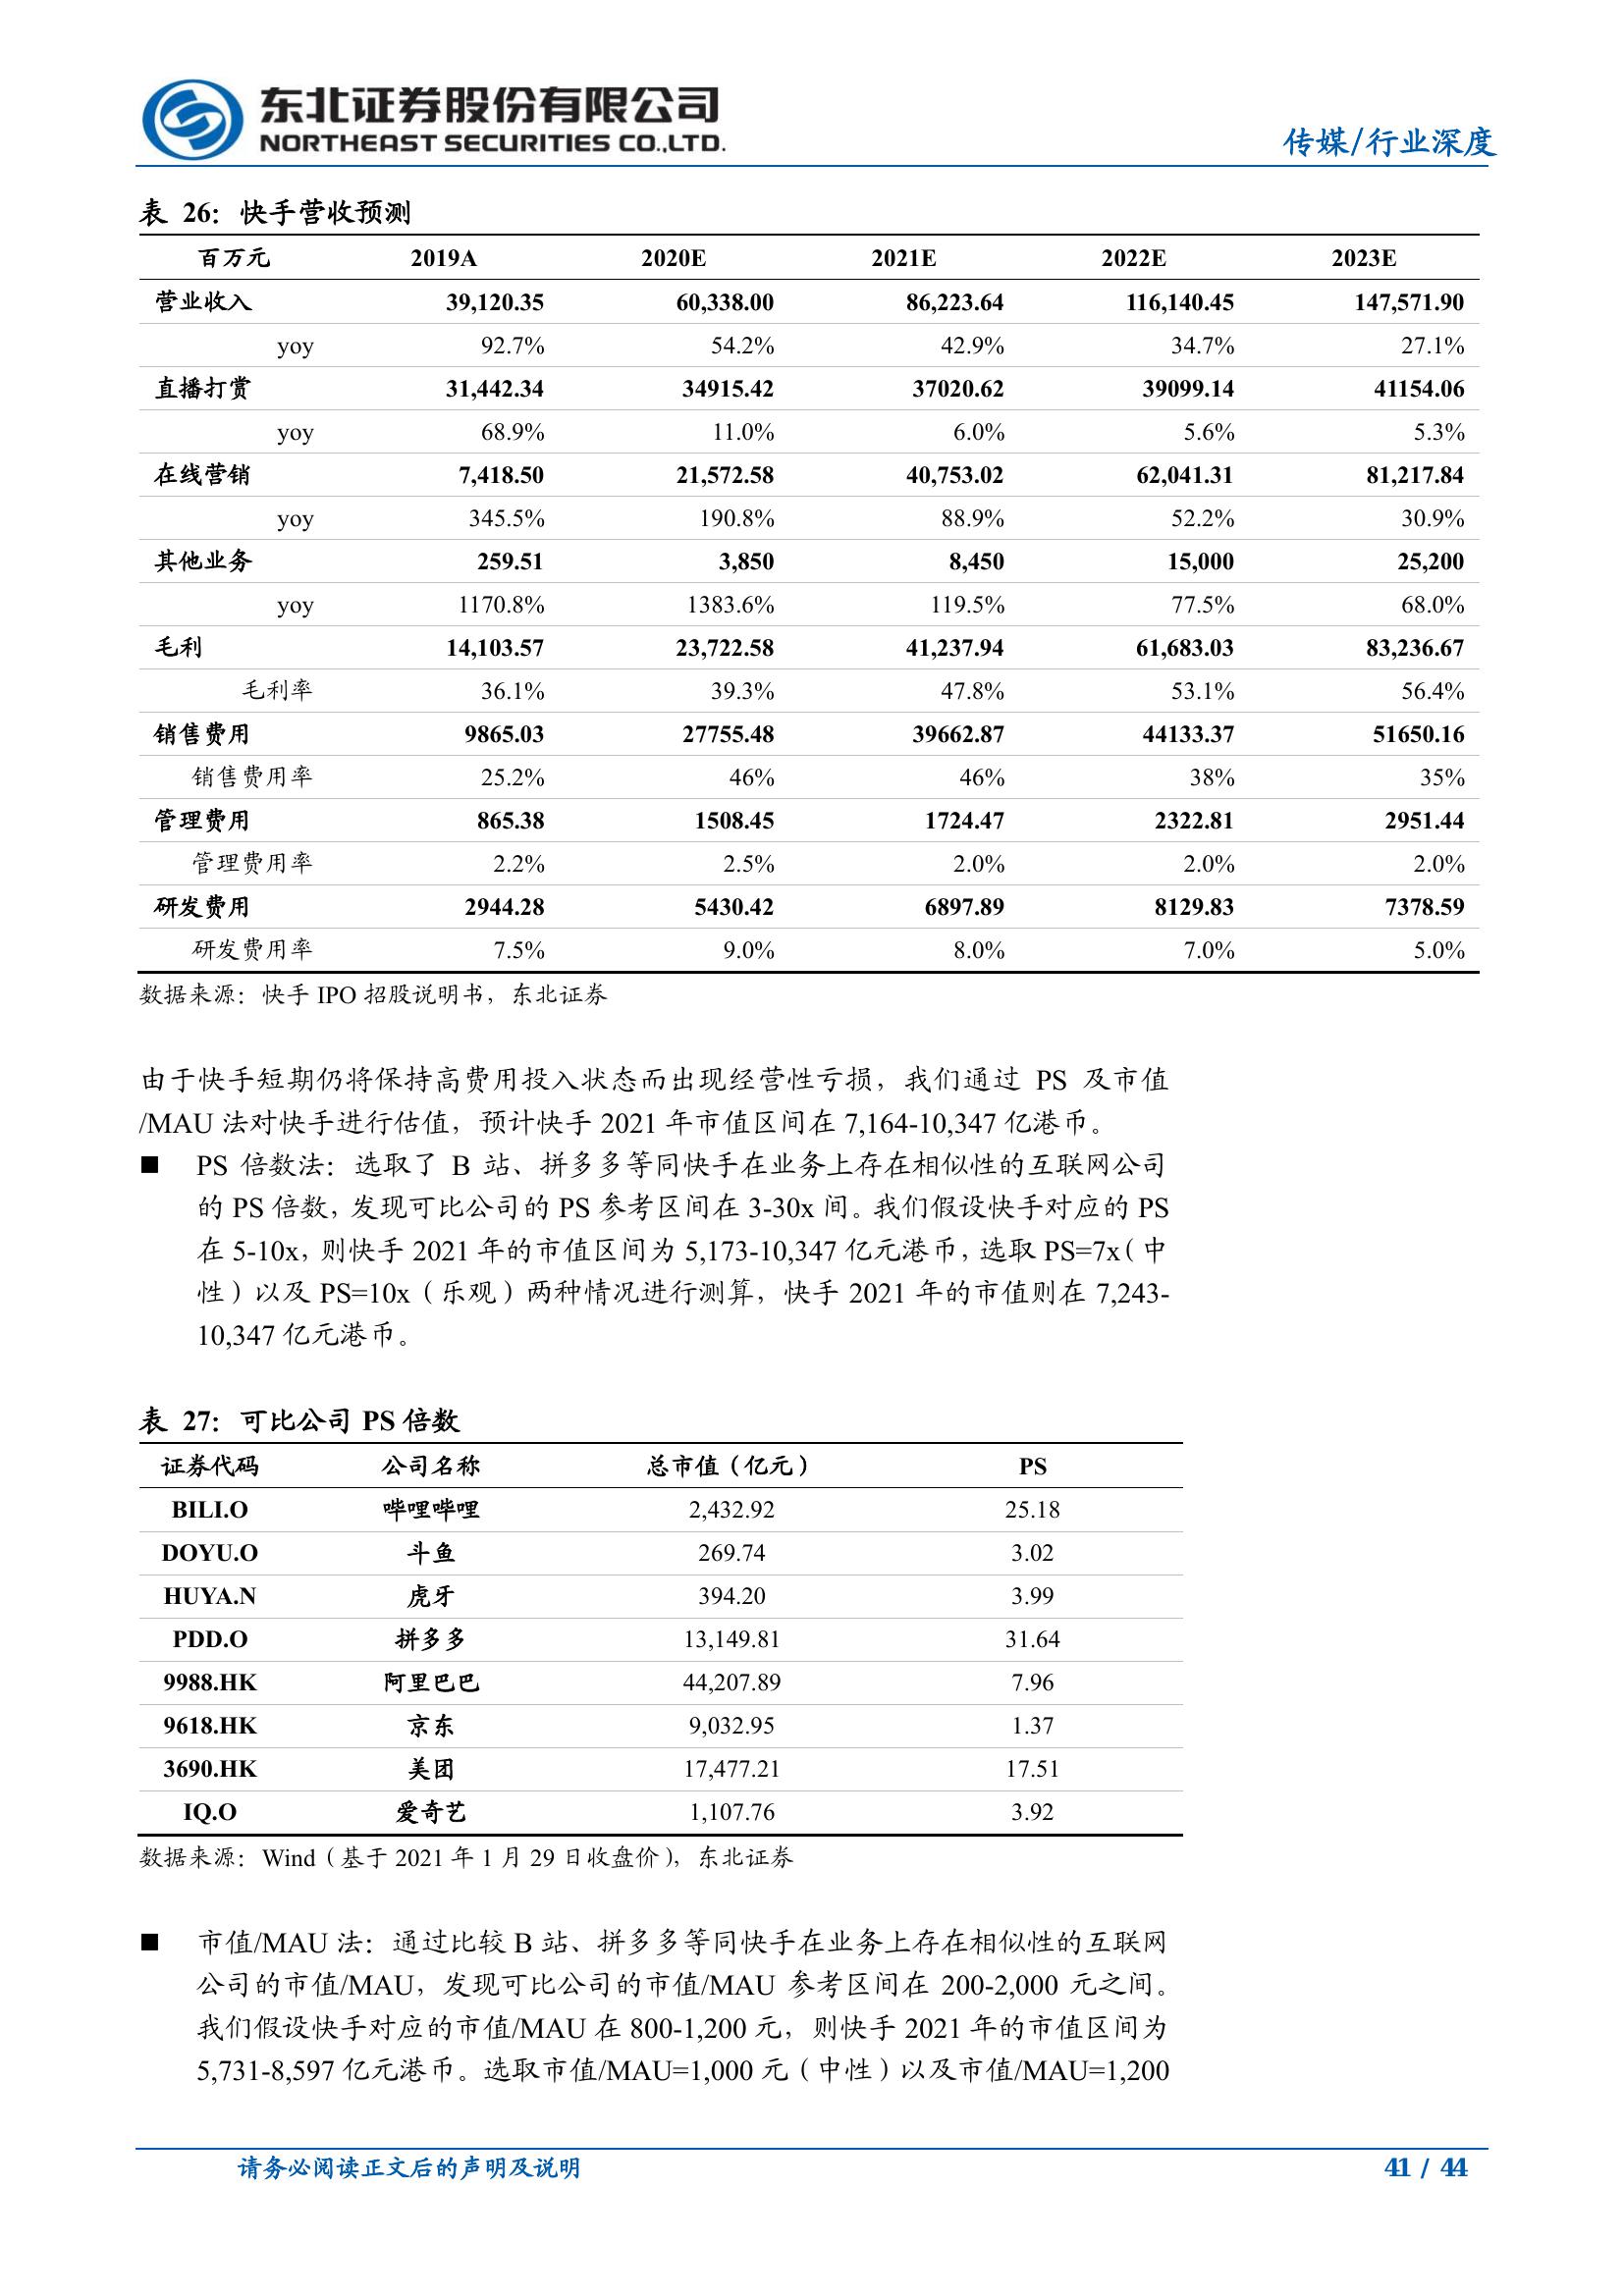 东北证券股份有限公司
NORTHEAST SECURITIES CO.,LTD.
传媒/行业深度
表 26：快手营收预测
百万元 2019A 2020E 2021E 2022E 2023E
营业收入 39,120.35 60,338.00 86,223.64 116,140.45 147,571.90
yoy 92.7% 54.2% 42.9% 34.7% 27.1%
直播打赏 31,442.34 34915.42 37020.62 39099.14 41154.06
yoy 68.9% 11.0% 6.0% 5.6% 5.3%
在线营销 7,418.50 21,572.58 40,753.02 62,041.31 81,217.84
yoy 345.5% 190.8% 88.9% 52.2% 30.9%
其他业务 259.51 3,850 8,450 15,000 25,200
yoy 1170.8% 1383.6% 119.5% 77.5% 68.0%
毛利 14,103.57 23,722.58 41,237.94 61,683.03 83,236.67
毛利率 36.1% 39.3% 47.8% 53.1% 56.4%
销售费用 9865.03 27755.48 39662.87 44133.37 51650.16
销售费用率 25.2% 46% 46% 38% 35%
管理费用 865.38 1508.45 1724.47 2322.81 2951.44
管理费用率 2.2% 2.5% 2.0% 2.0% 2.0%
研发费用 2944.28 5430.42 6897.89 8129.83 7378.59
研发费用率 7.5% 9.0% 8.0% 7.0% 5.0%
数据来源：快手 IPO 招股说明书，东北证券
由于快手短期仍将保持高费用投入状态而出现经营性亏损，我们通过 PS 及市值
/MAU 法对快手进行估值，预计快手 2021 年市值区间在 7,164-10,347 亿港币。
■ PS 倍数法：选取了 B 站、拼多多等同快手在业务上存在相似性的互联网公司
的 PS 倍数，发现可比公司的 PS 参考区间在 3-30x 间。我们假设快手对应的 PS
在 5-10x，则快手 2021 年的市值区间为 5,173-10,347 亿元港币，选取 PS=7x（中
性）以及 PS=10x（乐观）两种情况进行测算，快手 2021 年的市值则在 7,243-
10,347 亿元港币。
表 27：可比公司 PS 倍数
证券代码 公司名称 总市值（亿元） PS
BILI.O 哔哩哔哩 2,432.92 25.18
DOYU.O 斗鱼 269.74 3.02
HUYA.N 虎牙 394.20 3.99
PDD.O 拼多多 13,149.81 31.64
9988.HK 阿里巴巴 44,207.89 7.96
9618.HK 京东 9,032.95 1.37
3690.HK 美团 17,477.21 17.51
IQ.O 爱奇艺 1,107.76 3.92
数据来源：Wind（基于 2021 年 1 月 29 日收盘价），东北证券
■ 市值/MAU 法：通过比较 B 站、拼多多等同快手在业务上存在相似性的互联网
公司的市值/MAU，发现可比公司的市值/MAU 参考区间在 200-2,000 元之间。
我们假设快手对应的市值/MAU 在 800-1,200 元，则快手 2021 年的市值区间为
5,731-8,597 亿元港币。选取市值/MAU=1,000 元（中性）以及市值/MAU=1,200
请务必阅读正文后的声明及说明
41 / 44